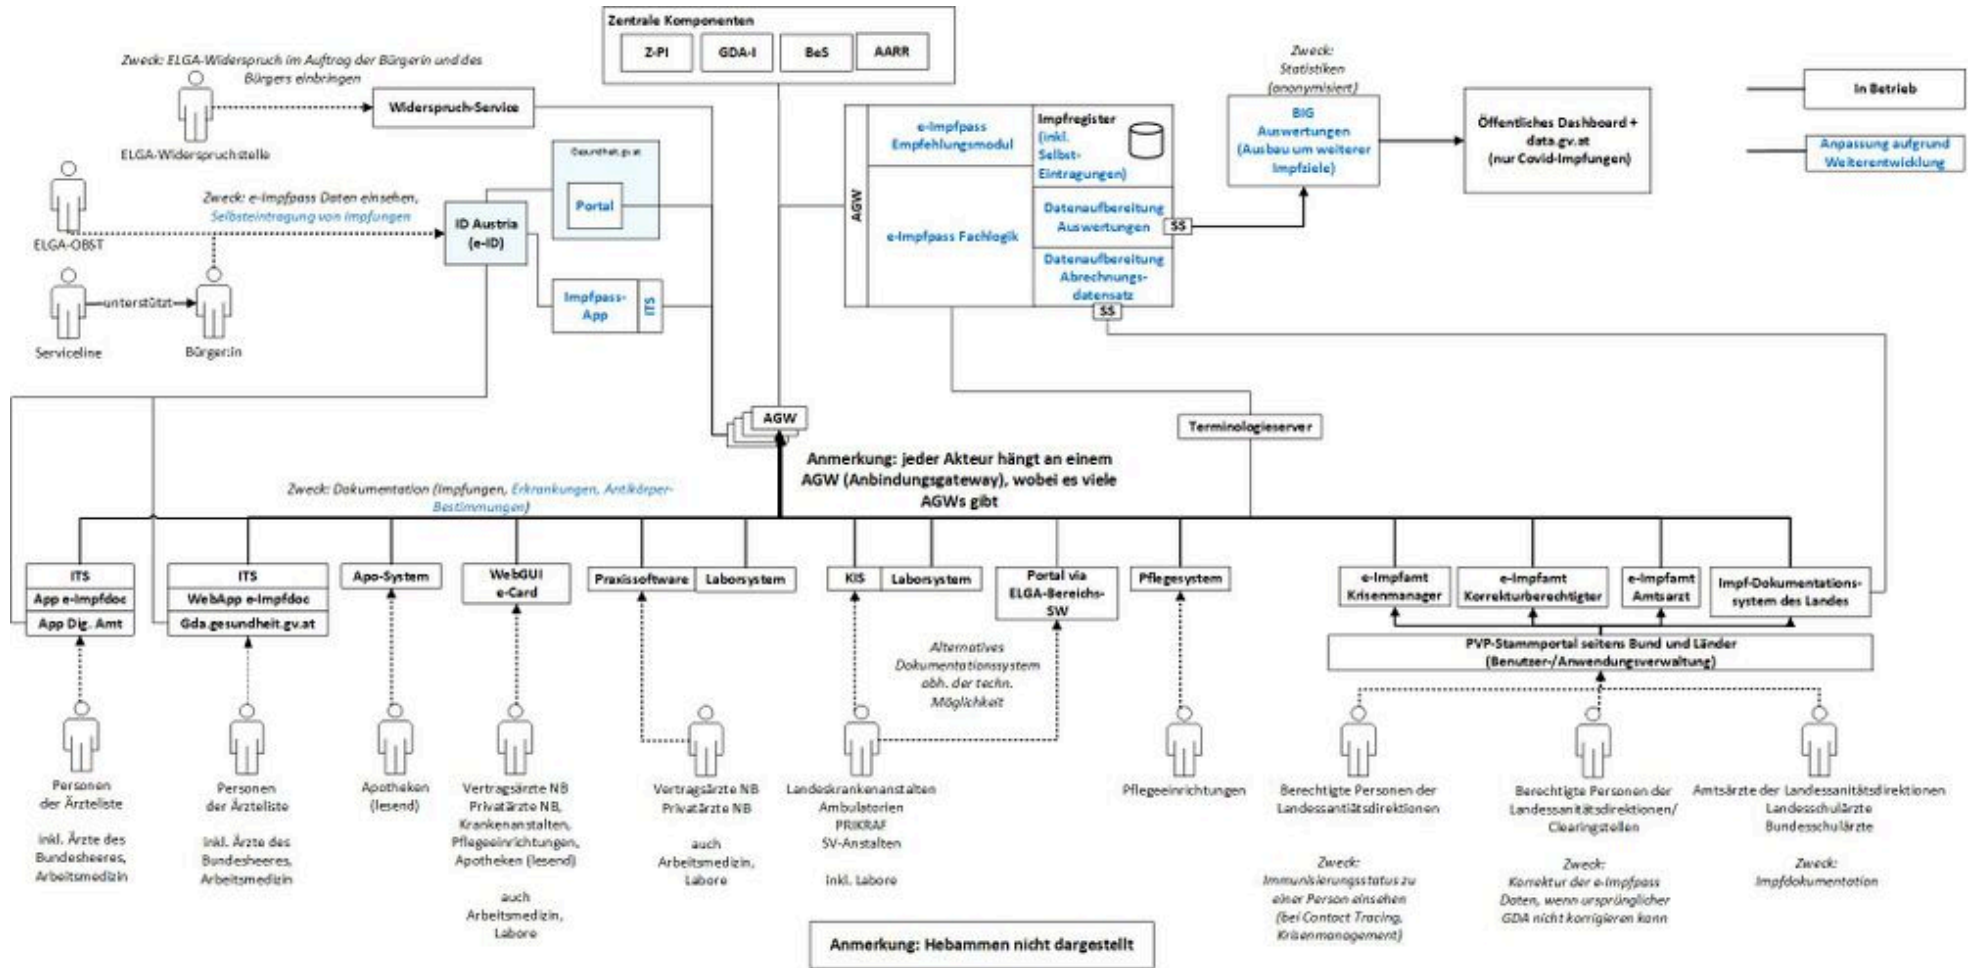 Zentrale Komponenten
Z-PI
GDA-I
BeS
AARR
Zweck: ELGA-Widerspruch im Auftrag der Bürgerin und des
Bürgers einbringen
Widerspruch-Service
ELGA-Widerspruchstelle
Zweck: e-Impfpass Daten einsehen,
Selbsteintragung von Impfungen
ELGA-OBST
unterstützt
Serviceline
Bürger:in
ID Austria
(e-ID)
Gesundheit.gv.at
Portal
Impfpass-
App
ITS
AGW
e-Impfpass
Empfehlungsmodul
e-Impfpass Fachlogik
Impfregister
(inkl.
Selbst-
Eintragungen)
Datenaufbereitung
Auswertungen
SS
Datenaufbereitung
Abrechnungs-
datensatz
SS
Zweck:
Statistiken
(anonymisiert)
BIG
Auswertungen
(Ausbau um weiterer
Impfziele)
Öffentliches Dashboard +
data.gv.at
(nur Covid-Impfungen)
In Betrieb
Anpassung aufgrund
Weiterentwicklung
AGW
Terminologieserver
Anmerkung: jeder Akteur hängt an einem
AGW (Anbindungsgateway), wobei es viele
AGWs gibt
Zweck: Dokumentation (Impfungen, Erkrankungen, Antikörper-
Bestimmungen)
ITS
App e-Impfdoc
App Dig. Amt
ITS
WebApp e-Impfdoc
Gda.gesundheit.gv.at
Apo-System
WebGUI
e-Card
Praxissoftware
Laborsystem
KIS
Laborsystem
Portal via
ELGA-Bereichs-
SW
Pflegesystem
e-Impfamt
Krisenmanager
e-Impfamt
Korrekturberechtigter
e-Impfamt
Amtsarzt
Impf-Dokumentations-
system des Landes
PVP-Stammportal seitens Bund und Länder
(Benutzer-/Anwendungsverwaltung)
Alternatives
Dokumentationssystem
abh. der techn.
Möglichkeit
Personen
der Ärzteliste
inkl. Ärzte des
Bundesheeres,
Arbeitsmedizin
Personen
der Ärzteliste
inkl. Ärzte des
Bundesheeres,
Arbeitsmedizin
Apotheken
(lesend)
Vertragsärzte NB
Privatärzte NB,
Krankenanstalten,
Pflegeeinrichtungen,
Apotheken (lesend)
auch
Arbeitsmedizin,
Labore
Vertragsärzte NB
Privatärzte NB
auch
Arbeitsmedizin,
Labore
Landeskrankenanstalten
Ambulatorien
PRIKRAF
SV-Anstalten
inkl. Labore
Pflegeeinrichtungen
Berechtigte Personen der
Landessantiätsdirektionen
Zweck:
Immunisierungsstatus zu
einer Person einsehen
(bei Contact Tracing,
Krisenmanagement)
Berechtigte Personen der
Landessanitätsdirektionen/
Clearingstellen
Zweck:
Korrektur der e-Impfpass
Daten, wenn ursprünglicher
GDA nicht korrigieren kann
Amtsärzte der Landessanitätsdirektionen
Landesschulärzte
Bundesschulärzte
Zweck:
Impfdokumentation
Anmerkung: Hebammen nicht dargestellt